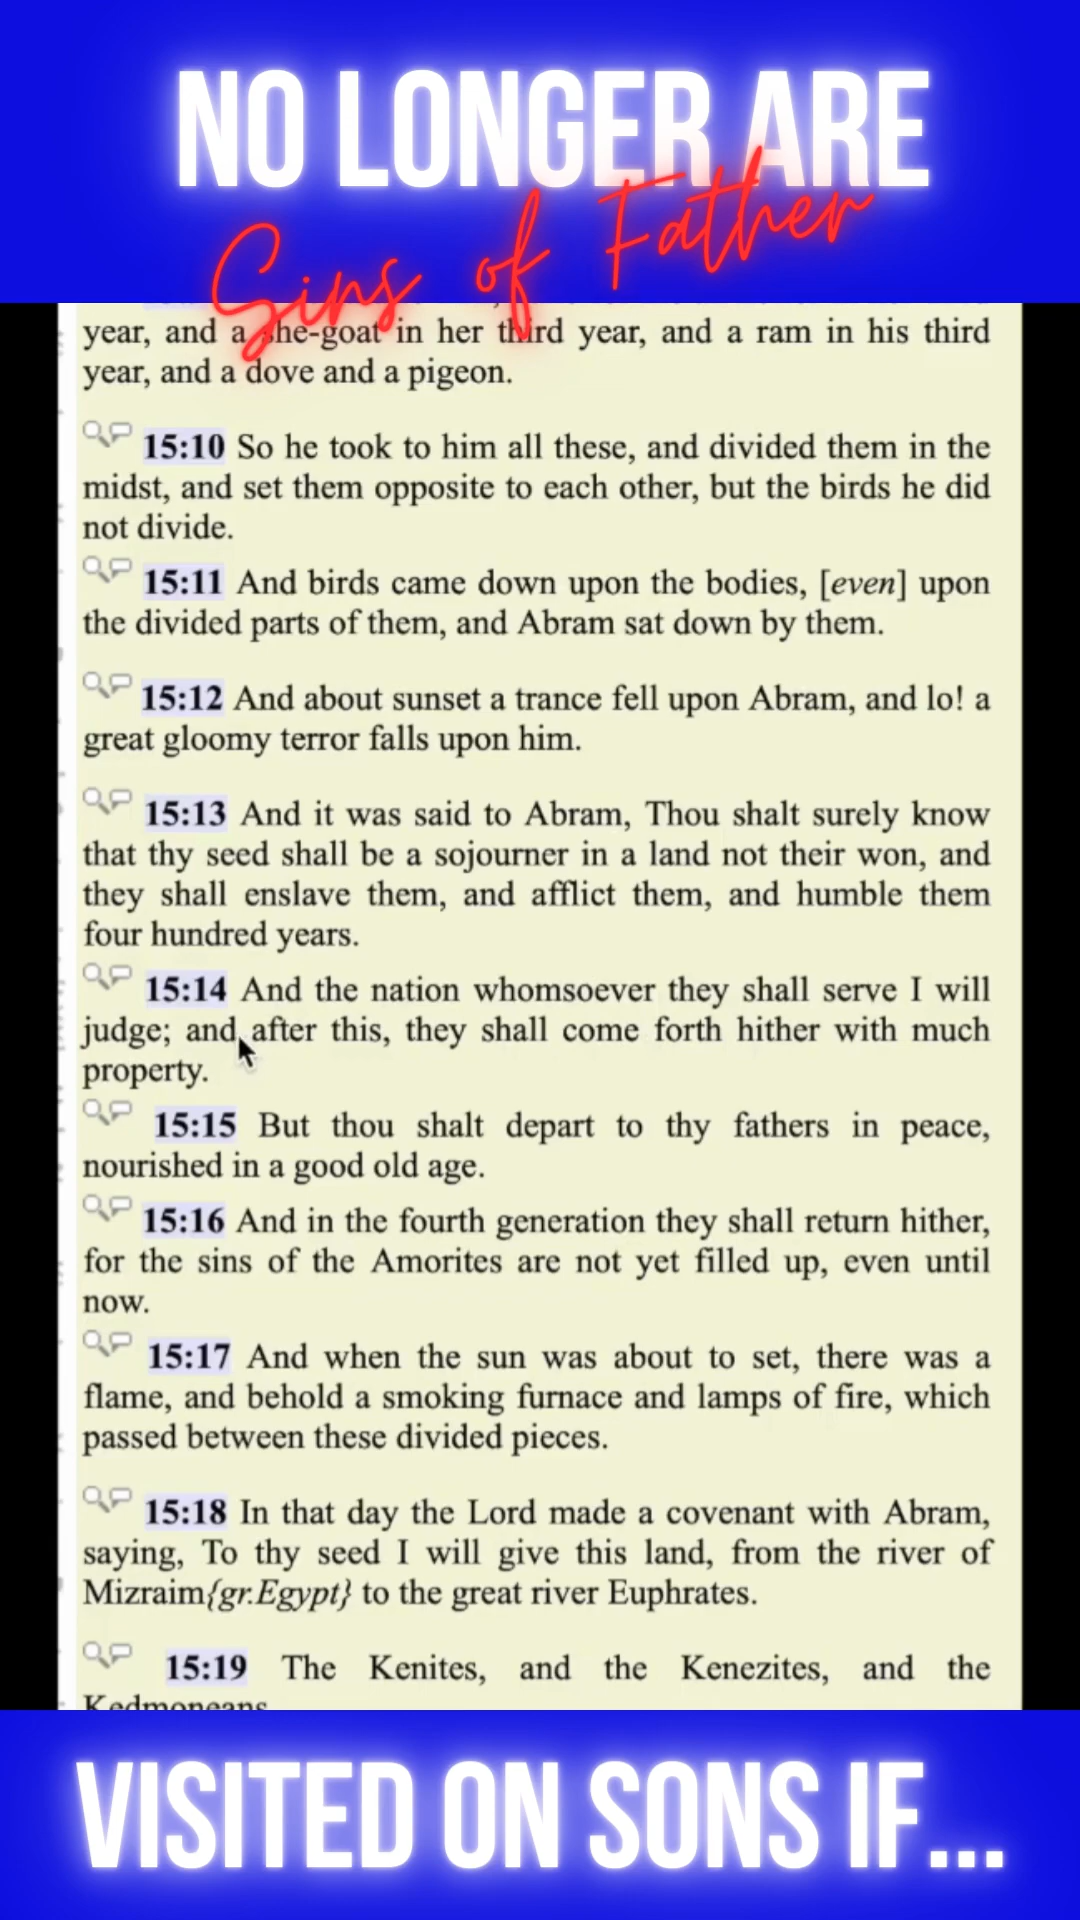 NO LONGER ARE
Sins of Father
year, and a she-goat in her third year, and a ram in his third
year, and a dove and a pigeon.
15:10 So he took to him all these, and divided them in the
midst, and set them opposite to each other, but the birds he did
not divide.
15:11 And birds came down upon the bodies, [even] upon
the divided parts of them, and Abram sat down by them.
15:12 And about sunset a trance fell upon Abram, and lo! a
great gloomy terror falls upon him.
15:13 And it was said to Abram, Thou shalt surely know
that thy seed shall be a sojourner in a land not their won, and
they shall enslave them, and afflict them, and humble them
four hundred years.
15:14 And the nation whomsoever they shall serve I will
judge; and after this, they shall come forth hither with much
property.
15:15 But thou shalt depart to thy fathers in peace,
nourished in a good old age.
15:16 And in the fourth generation they shall return hither,
for the sins of the Amorites are not yet filled up, even until
now.
15:17 And when the sun was about to set, there was a
flame, and behold a smoking furnace and lamps of fire, which
passed between these divided pieces.
15:18 In that day the Lord made a covenant with Abram,
saying, To thy seed I will give this land, from the river of
Mizraim{gr.Egypt} to the great river Euphrates.
15:19 The Kenites, and the Kenezites, and the
Kedmoneans
VISITED ON SONS IF...